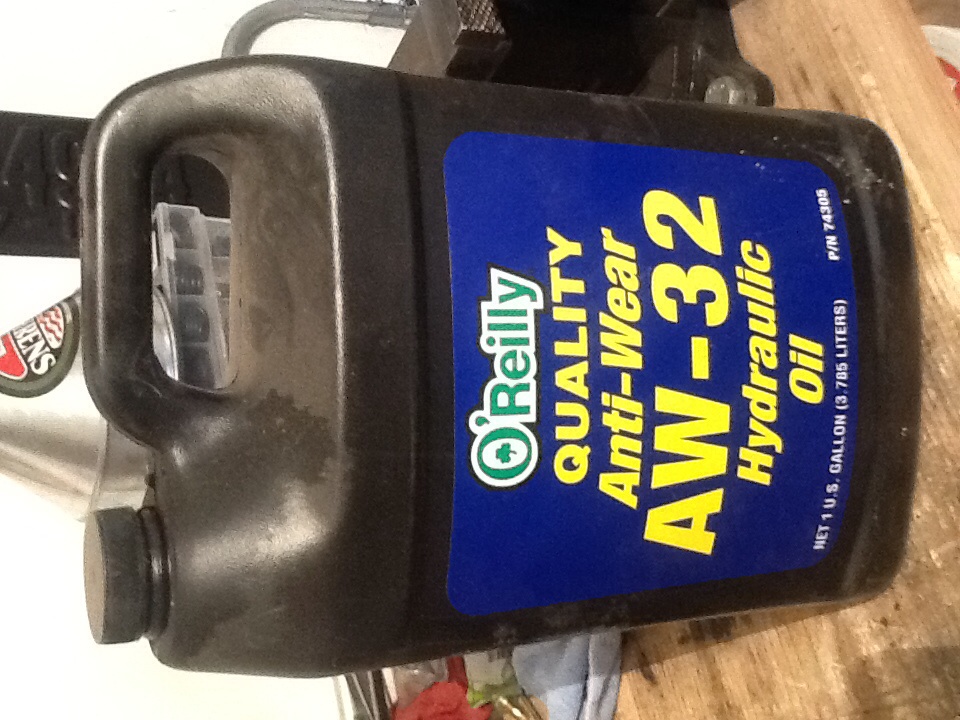 O'Reilly
QUALITY
Anti-Wear
AW-32
Hydraulic
Oil
NET 1 U.S. GALLON (3.785 LITERS) P/N 74305